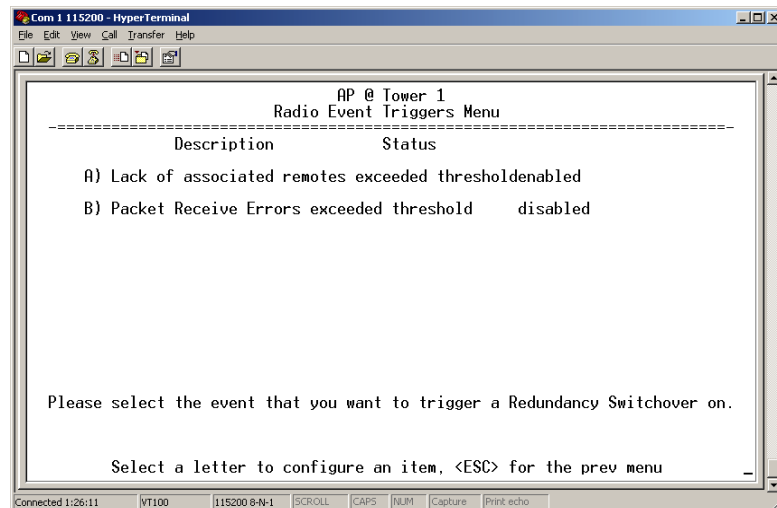 Com 1 115200 - HyperTerminal
File Edit View Call Transfer Help
AP @ Tower 1
Radio Event Triggers Menu
-==========================================================================-
Description Status
A) Lack of associated remotes exceeded thresholdenabled
B) Packet Receive Errors exceeded threshold disabled
Please select the event that you want to trigger a Redundancy Switchover on.
Select a letter to configure an item, <ESC> for the prev menu _
Connected 1:26:11 VT100 115200 8-N-1 SCROLL CAPS NUM Capture Print echo